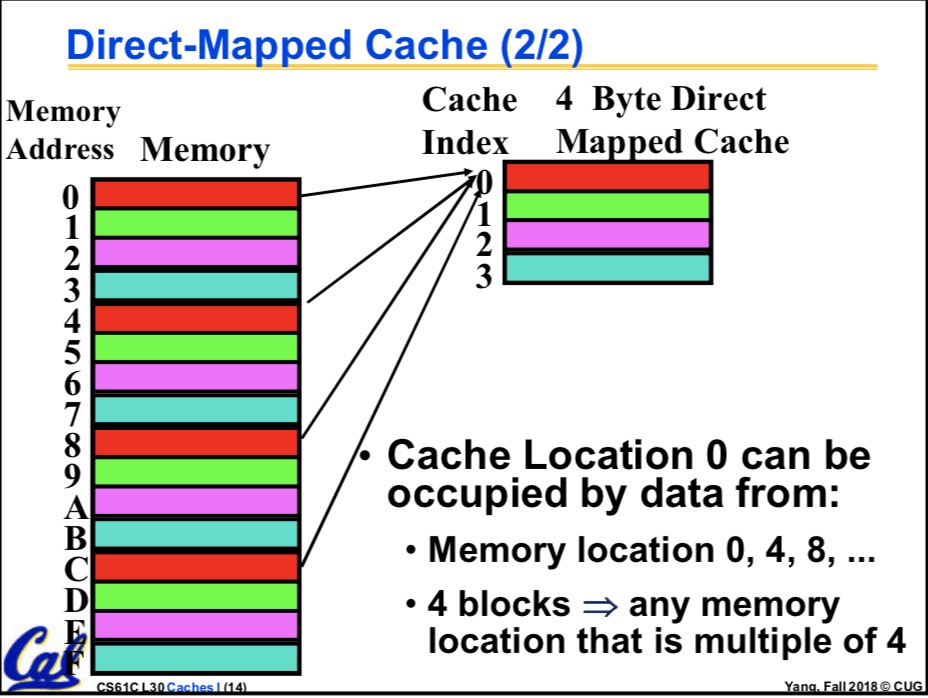 Direct-Mapped Cache (2/2)
Memory
Address
Memory
Cache
Index
4 Byte Direct
Mapped Cache
0
1
2
3
4
5
6
7
8
9
A
B
C
D
E
F
0
1
2
3
• Cache Location 0 can be
occupied by data from:
• Memory location 0, 4, 8, ...
• 4 blocks ⇒ any memory
location that is multiple of 4
Cal
CS61C L30 Caches I (14)
Yang, Fall 2018 © CUG